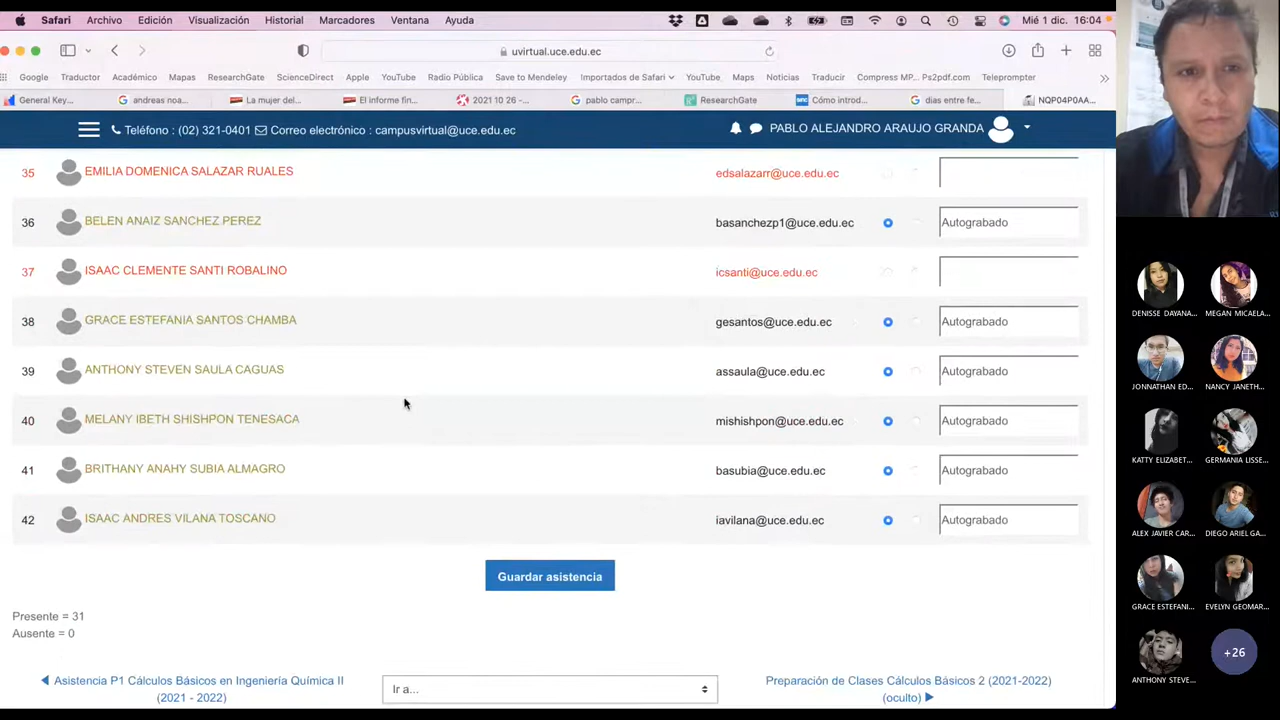 Safari Archivo Edición Visualización Historial Marcadores Ventana Ayuda Mié 1 dic. 16:04
uvirtual.uce.edu.ec
Google Traductor Académico Mapas ResearchGate ScienceDirect Apple YouTube Radio Pública Save to Mendeley Importados de Safari YouTube Maps Noticias Traducir Compress MP... Ps2pdf.com Teleprompter
General Key... andreas noa... La mujer del... El informe fin... 2021 10 26 -... pablo campr... ResearchGate Cómo introd... dias entre fe... NQP04P0AA...
Teléfono : (02) 321-0401 Correo electrónico : campusvirtual@uce.edu.ec PABLO ALEJANDRO ARAUJO GRANDA
35 EMILIA DOMENICA SALAZAR RUALES edsalazarr@uce.edu.ec
36 BELEN ANAIZ SANCHEZ PEREZ basanchezp1@uce.edu.ec Autograbado
37 ISAAC CLEMENTE SANTI ROBALINO icsanti@uce.edu.ec
38 GRACE ESTEFANIA SANTOS CHAMBA gesantos@uce.edu.ec Autograbado
39 ANTHONY STEVEN SAULA CAGUAS assaula@uce.edu.ec Autograbado
40 MELANY IBETH SHISHPON TENESACA mishishpon@uce.edu.ec Autograbado
41 BRITHANY ANAHY SUBIA ALMAGRO basubia@uce.edu.ec Autograbado
42 ISAAC ANDRES VILANA TOSCANO iavilana@uce.edu.ec Autograbado
Guardar asistencia
Presente = 31
Ausente = 0
Asistencia P1 Cálculos Básicos en Ingeniería Química II
(2021 - 2022)
Ir a...
Preparación de Clases Cálculos Básicos 2 (2021-2022)
(oculto)
DENISSE DAYANA... MEGAN MICAELA...
JONNATHAN ED... NANCY JANETH...
KATTY ELIZABET... GERMANIA LISSE...
ALEX JAVIER CAR... DIEGO ARIEL GA...
GRACE ESTEFANI... EVELYN GEOMAR...
ANTHONY STEVE... +26